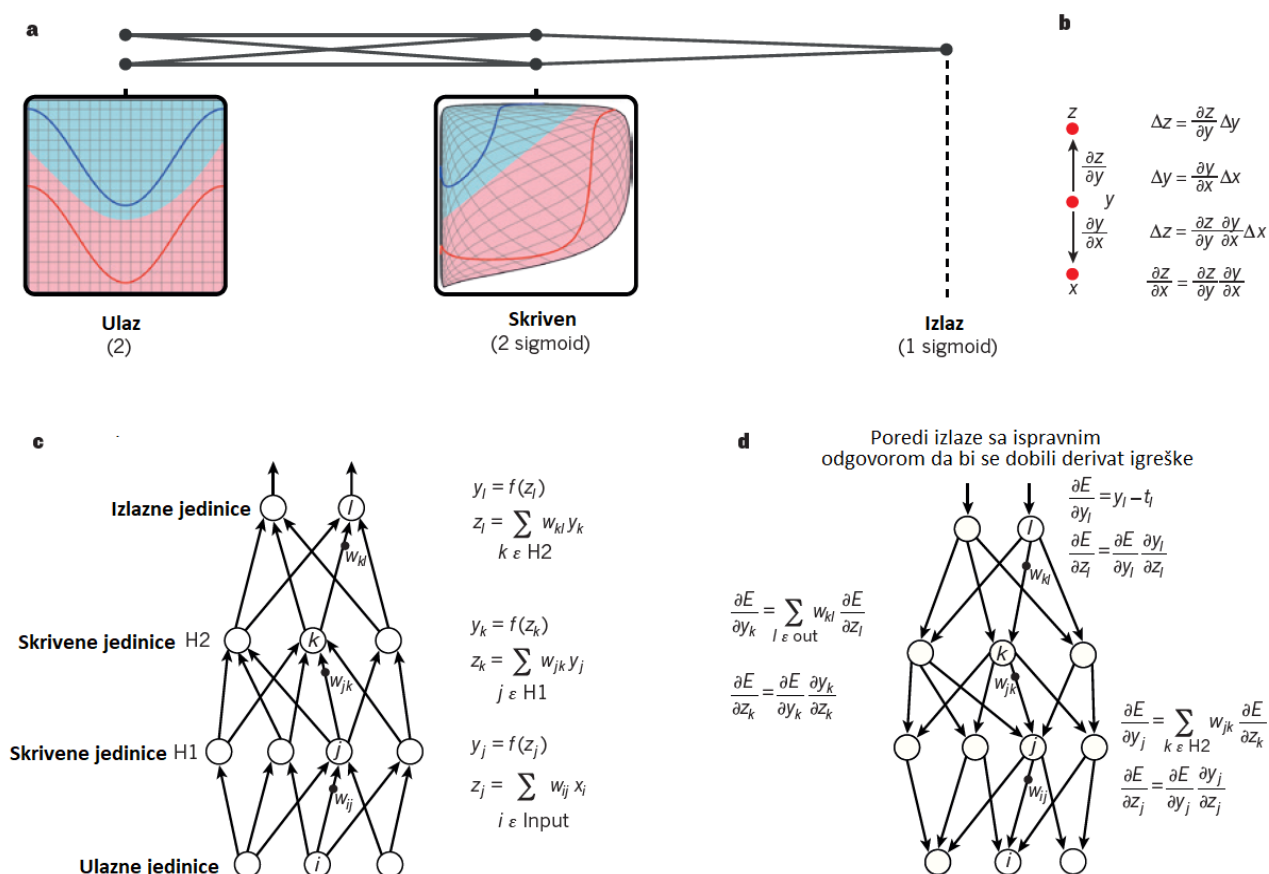 a
Ulaz
(2)
Skriven
(2 sigmoid)
Izlaz
(1 sigmoid)
b
z
∂z/∂y
y
∂y/∂x
x
Δz = ∂z/∂y Δy
Δy = ∂y/∂x Δx
Δz = ∂z/∂y ∂y/∂x Δx
∂z/∂x = ∂z/∂y ∂y/∂x
c
Izlazne jedinice
l
w_kl
y_l = f(z_l)
z_l = ∑ w_kl y_k
k ε H2
Skrivene jedinice H2
k
w_jk
y_k = f(z_k)
z_k = ∑ w_jk y_j
j ε H1
Skrivene jedinice H1
j
w_ij
y_j = f(z_j)
z_j = ∑ w_ij x_i
i ε Input
Ulazne jedinice
i
d
Poredi izlaze sa ispravnim
odgovorom da bi se dobili derivat igreške
l
w_kl
∂E/∂y_l = y_l − t_l
∂E/∂z_l = ∂E/∂y_l ∂y_l/∂z_l
∂E/∂y_k = ∑ w_kl ∂E/∂z_l
l ε out
∂E/∂z_k = ∂E/∂y_k ∂y_k/∂z_k
k
w_jk
∂E/∂y_j = ∑ w_jk ∂E/∂z_k
k ε H2
∂E/∂z_j = ∂E/∂y_j ∂y_j/∂z_j
j
w_ij
i